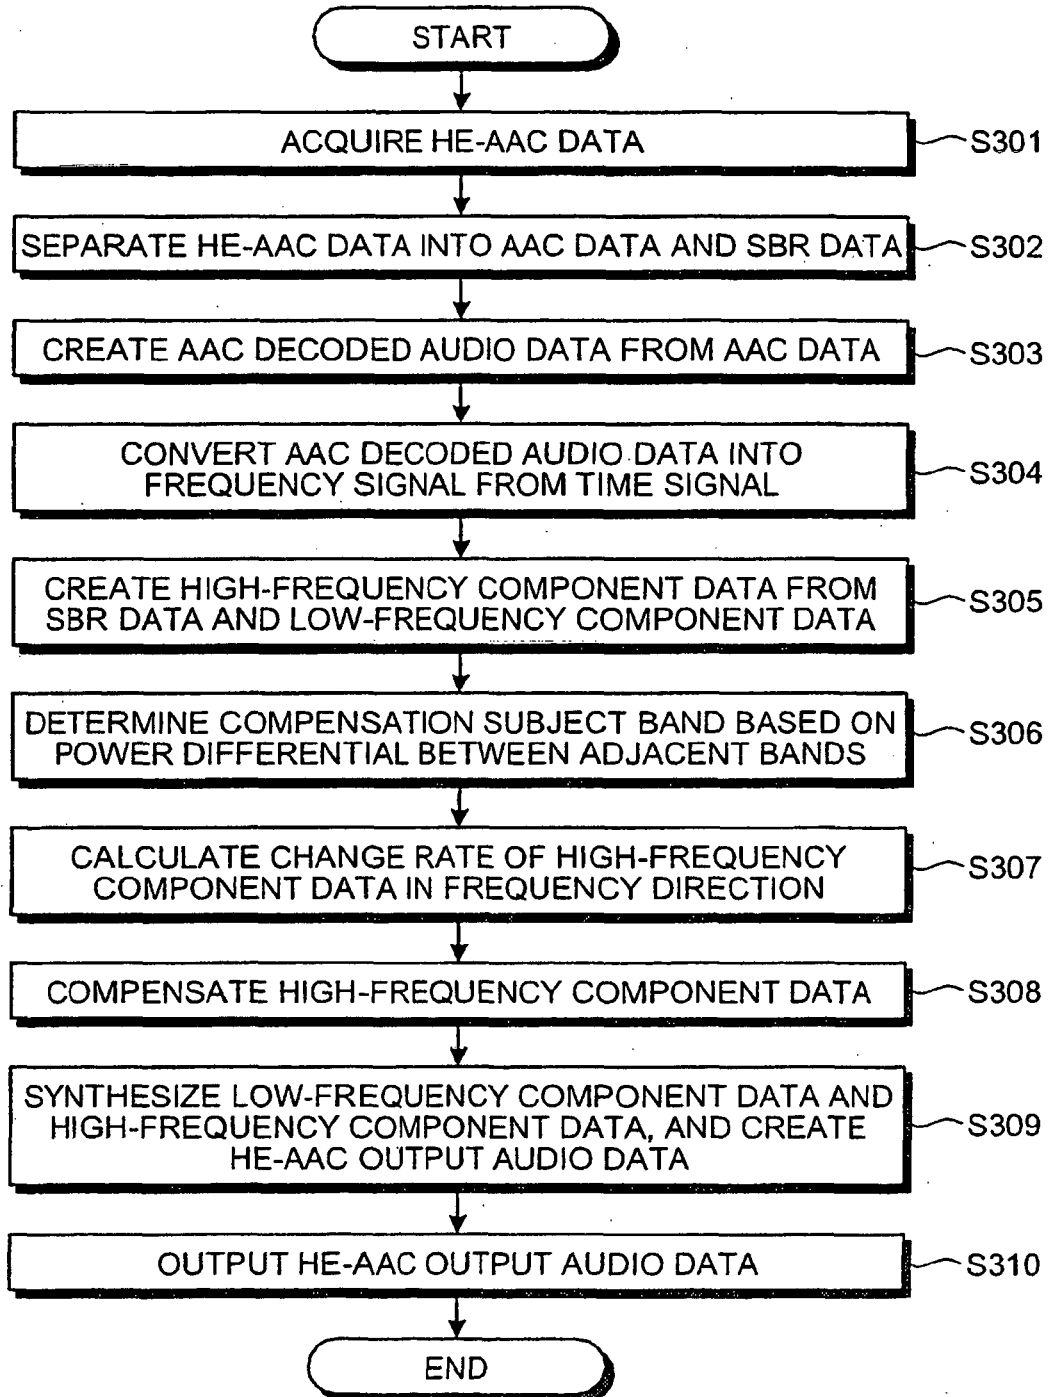 START
ACQUIRE HE-AAC DATA
S301
SEPARATE HE-AAC DATA INTO AAC DATA AND SBR DATA
S302
CREATE AAC DECODED AUDIO DATA FROM AAC DATA
S303
CONVERT AAC DECODED AUDIO DATA INTO
FREQUENCY SIGNAL FROM TIME SIGNAL
S304
CREATE HIGH-FREQUENCY COMPONENT DATA FROM
SBR DATA AND LOW-FREQUENCY COMPONENT DATA
S305
DETERMINE COMPENSATION SUBJECT BAND BASED ON
POWER DIFFERENTIAL BETWEEN ADJACENT BANDS
S306
CALCULATE CHANGE RATE OF HIGH-FREQUENCY
COMPONENT DATA IN FREQUENCY DIRECTION
S307
COMPENSATE HIGH-FREQUENCY COMPONENT DATA
S308
SYNTHESIZE LOW-FREQUENCY COMPONENT DATA AND
HIGH-FREQUENCY COMPONENT DATA, AND CREATE
HE-AAC OUTPUT AUDIO DATA
S309
OUTPUT HE-AAC OUTPUT AUDIO DATA
S310
END